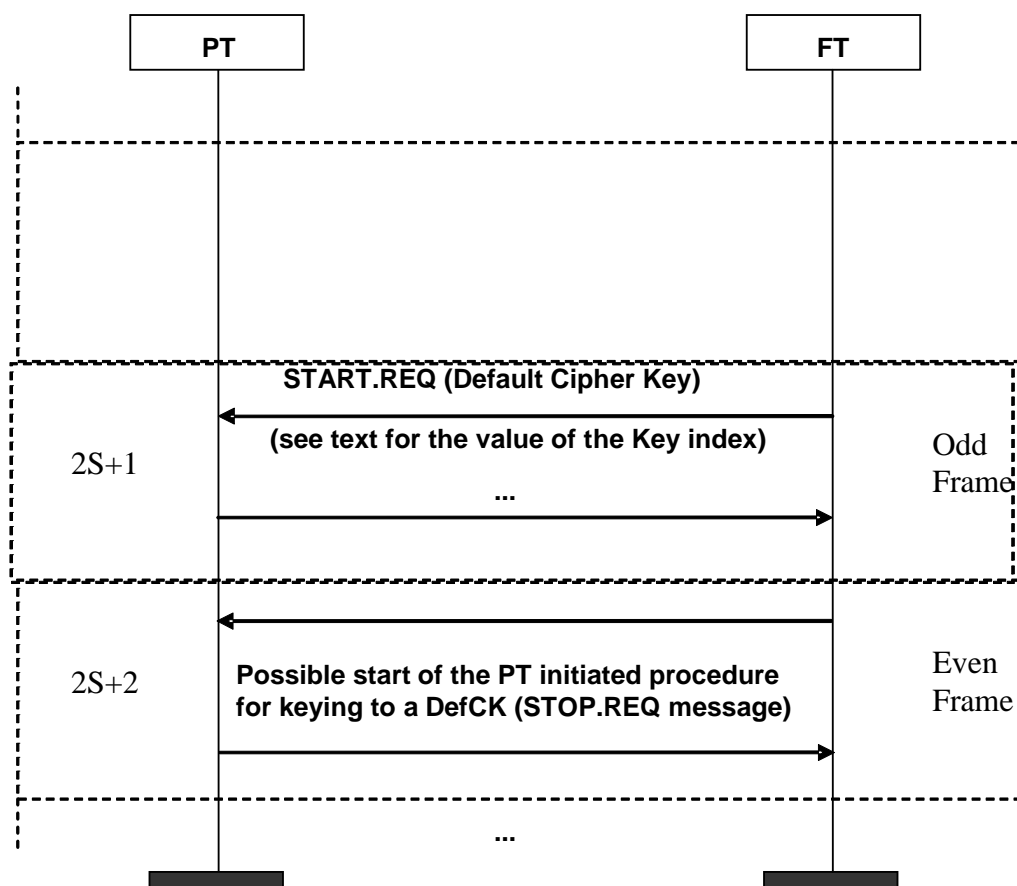 PT
FT
START.REQ (Default Cipher Key)
(see text for the value of the Key index)
2S+1
Odd
Frame
...
2S+2
Possible start of the PT initiated procedure
for keying to a DefCK (STOP.REQ message)
Even
Frame
...